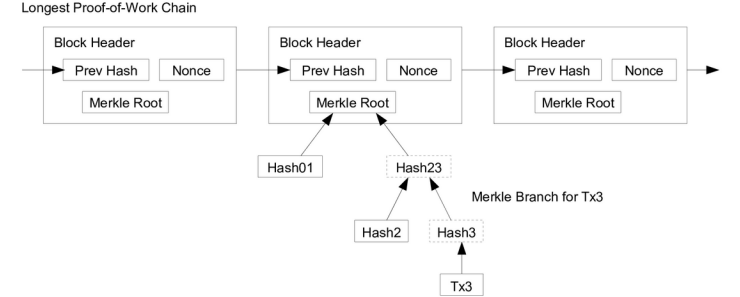 Longest Proof-of-Work Chain
Block Header
Prev Hash
Nonce
Merkle Root
Block Header
Prev Hash
Nonce
Merkle Root
Block Header
Prev Hash
Nonce
Merkle Root
Hash01
Hash23
Merkle Branch for Tx3
Hash2
Hash3
Tx3